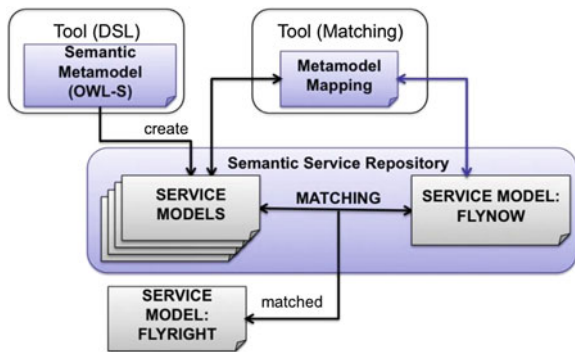 Tool (DSL)
Semantic
Metamodel
(OWL-S)
Tool (Matching)
Metamodel
Mapping
create
Semantic Service Repository
SERVICE
MODELS
MATCHING
SERVICE MODEL:
FLYNOW
SERVICE
MODEL:
FLYRIGHT
matched